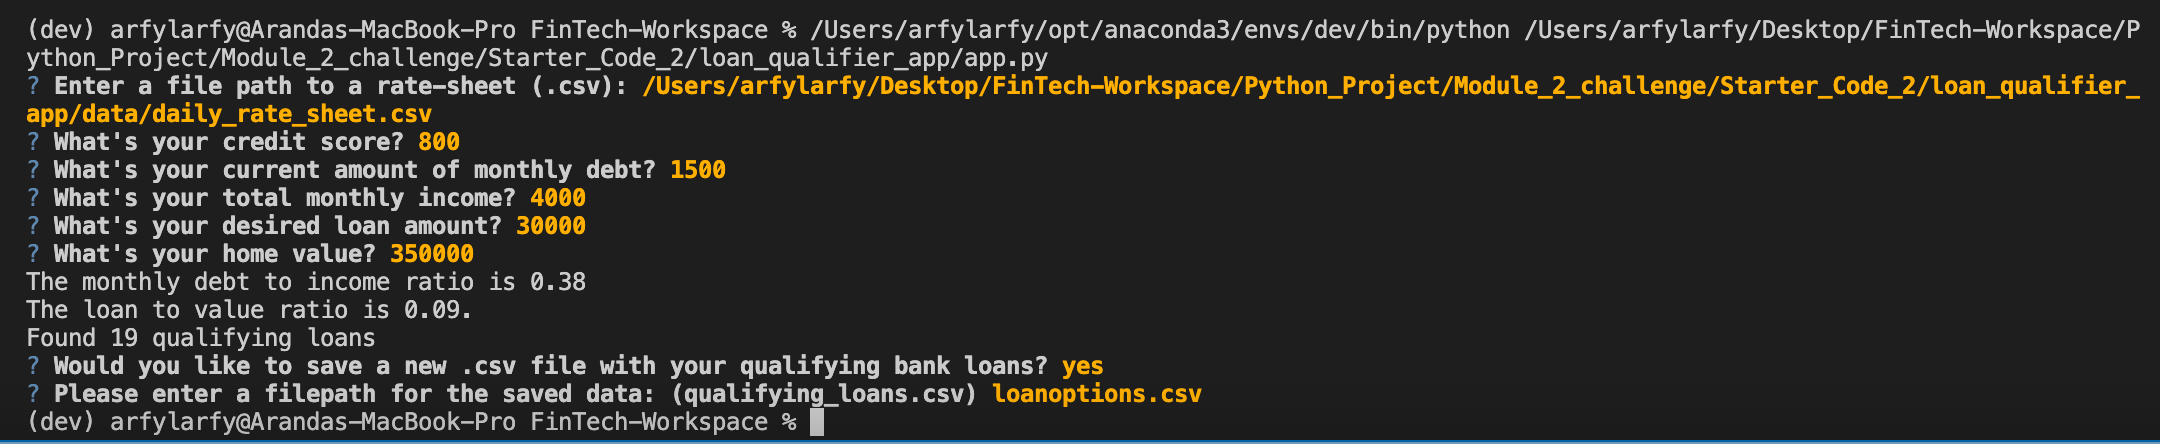 (dev) arfylarfy@Arandas-MacBook-Pro FinTech-Workspace % /Users/arfylarfy/opt/anaconda3/envs/dev/bin/python /Users/arfylarfy/Desktop/FinTech-Workspace/P
ython_Project/Module_2_challenge/Starter_Code_2/loan_qualifier_app/app.py
? Enter a file path to a rate-sheet (.csv): /Users/arfylarfy/Desktop/FinTech-Workspace/Python_Project/Module_2_challenge/Starter_Code_2/loan_qualifier_
app/data/daily_rate_sheet.csv
? What's your credit score? 800
? What's your current amount of monthly debt? 1500
? What's your total monthly income? 4000
? What's your desired loan amount? 30000
? What's your home value? 350000
The monthly debt to income ratio is 0.38
The loan to value ratio is 0.09.
Found 19 qualifying loans
? Would you like to save a new .csv file with your qualifying bank loans? yes
? Please enter a filepath for the saved data: (qualifying_loans.csv) loanoptions.csv
(dev) arfylarfy@Arandas-MacBook-Pro FinTech-Workspace %